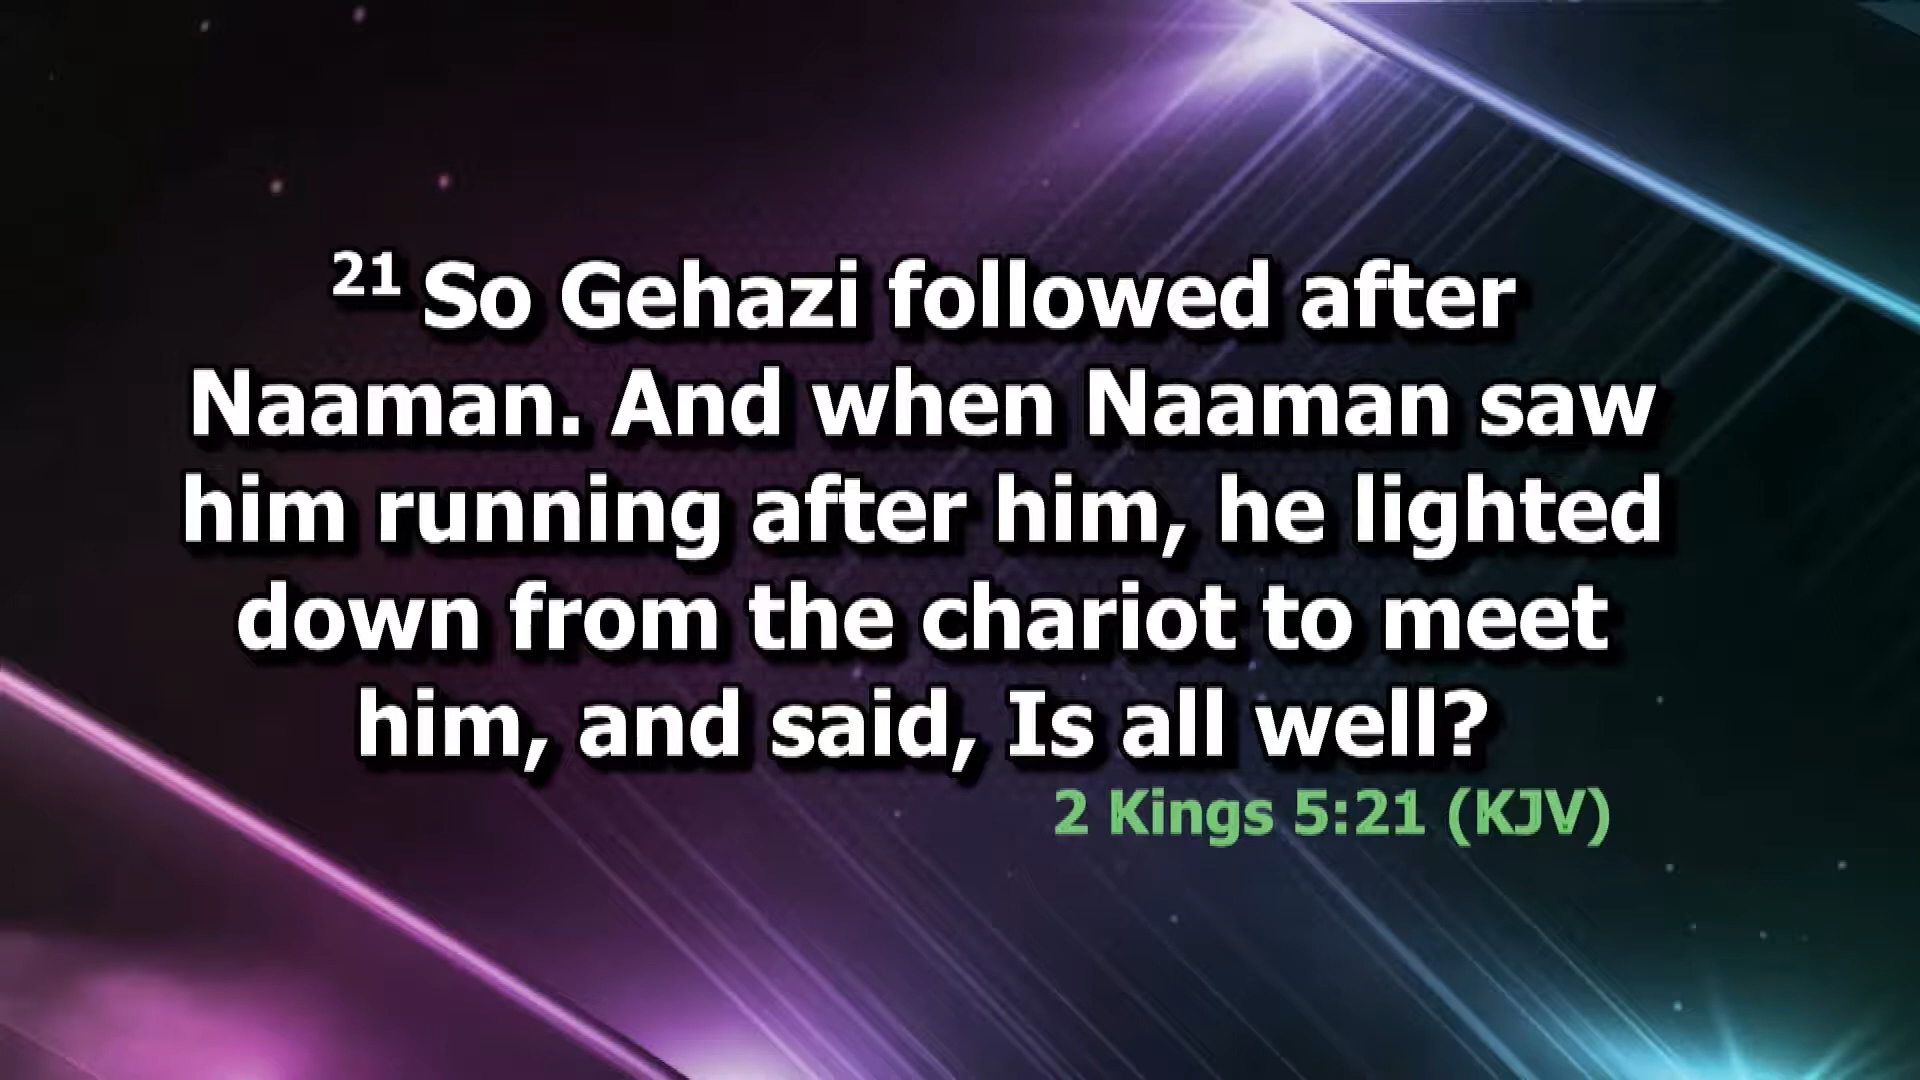 21 So Gehazi followed after
Naaman. And when Naaman saw
him running after him, he lighted
down from the chariot to meet
him, and said, Is all well?
2 Kings 5:21 (KJV)